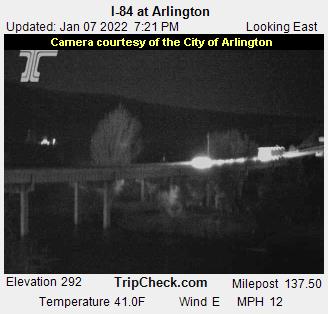 I-84 at Arlington
Updated: Jan 07 2022 7:21 PM Looking East
Camera courtesy of the City of Arlington
Elevation 292 TripCheck.com Milepost 137.50
Temperature 41.0F Wind E MPH 12